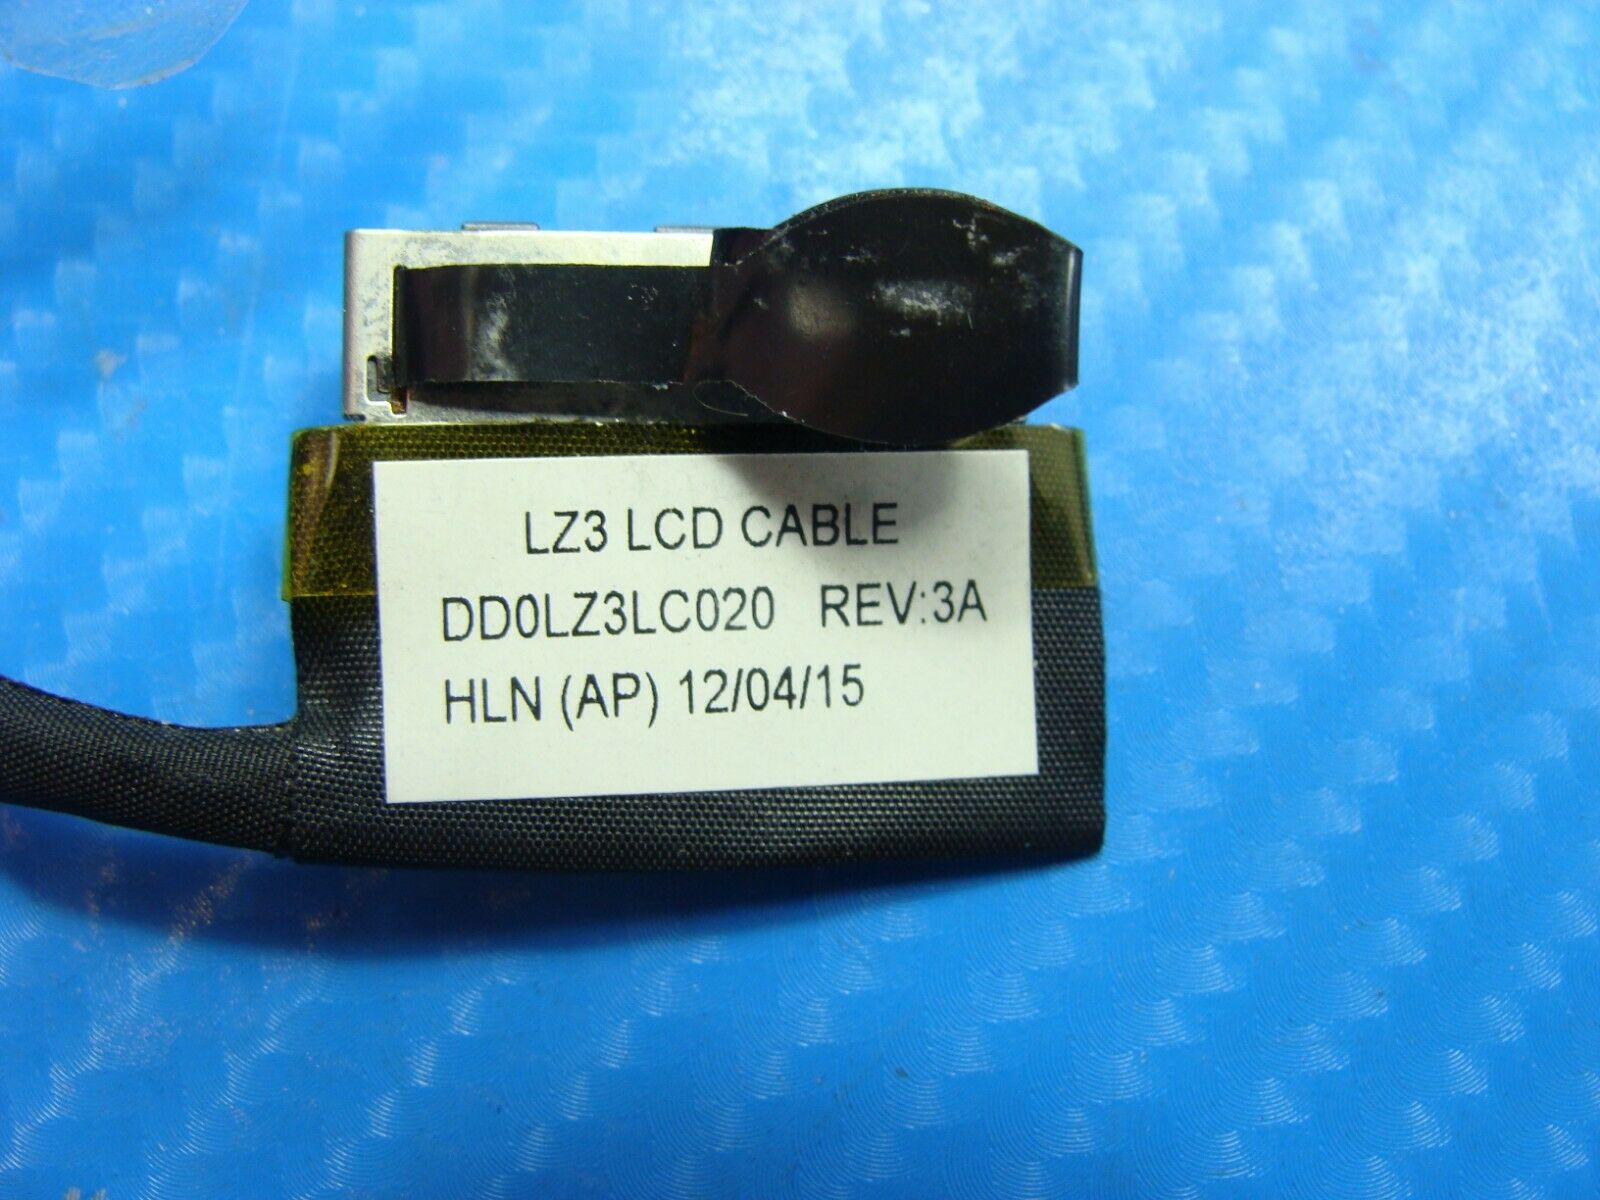 LZ3 LCD CABLE
DD0LZ3LC020 REV:3A
HLN (AP) 12/04/15